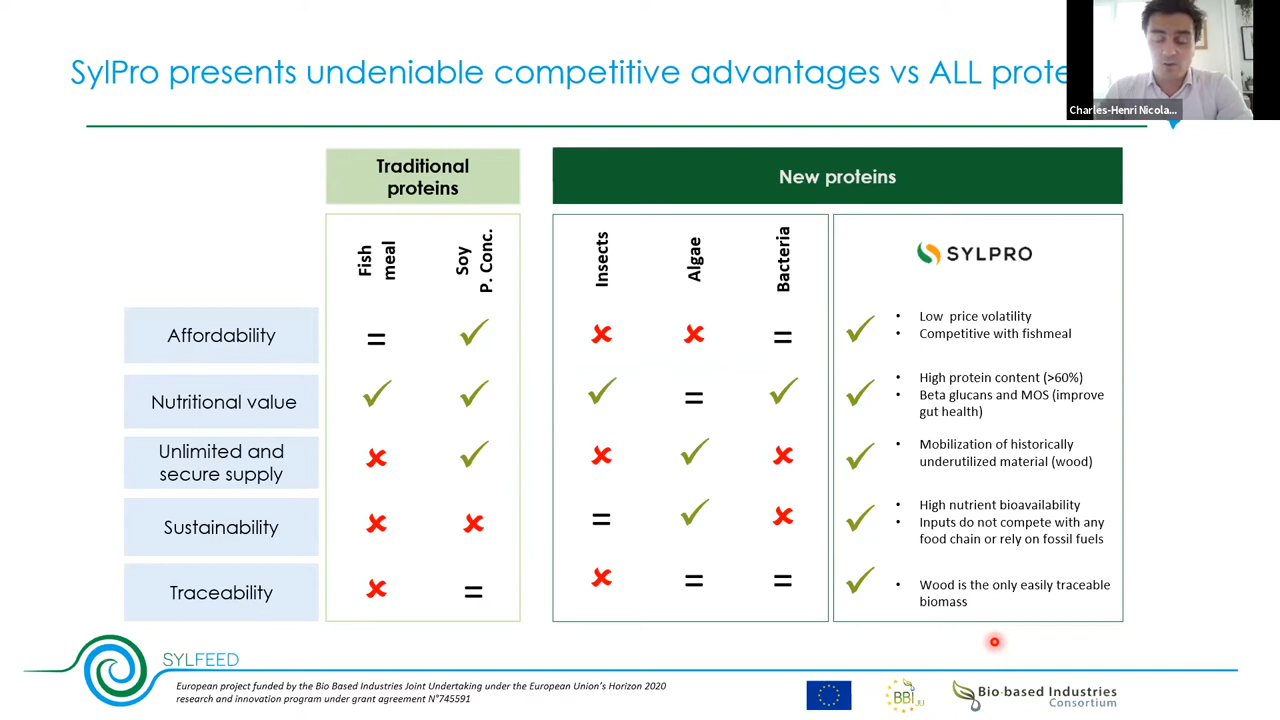 SylPro presents undeniable competitive advantages vs ALL prote
Charles-Henri Nicola...
Traditional
proteins
New proteins
Fish
meal
Soy
P. Conc.
Insects
Algae
Bacteria
SYLPRO
Affordability
= ✓ ✘ ✘ = ✓
• Low price volatility
• Competitive with fishmeal
Nutritional value
✓ ✓ ✓ = ✓ ✓
• High protein content (>60%)
• Beta glucans and MOS (improve
gut health)
Unlimited and
secure supply
✘ ✓ ✘ ✓ ✘ ✓
• Mobilization of historically
underutilized material (wood)
Sustainability
✘ ✘ = ✓ ✘ ✓
• High nutrient bioavailability
• Inputs do not compete with any
food chain or rely on fossil fuels
Traceability
✘ = ✘ = = ✓
• Wood is the only easily traceable
biomass
SYLFEED
European project funded by the Bio Based Industries Joint Undertaking under the European Union's Horizon 2020
research and innovation program under grant agreement N°745591
BBI JU
Bio-based Industries
Consortium